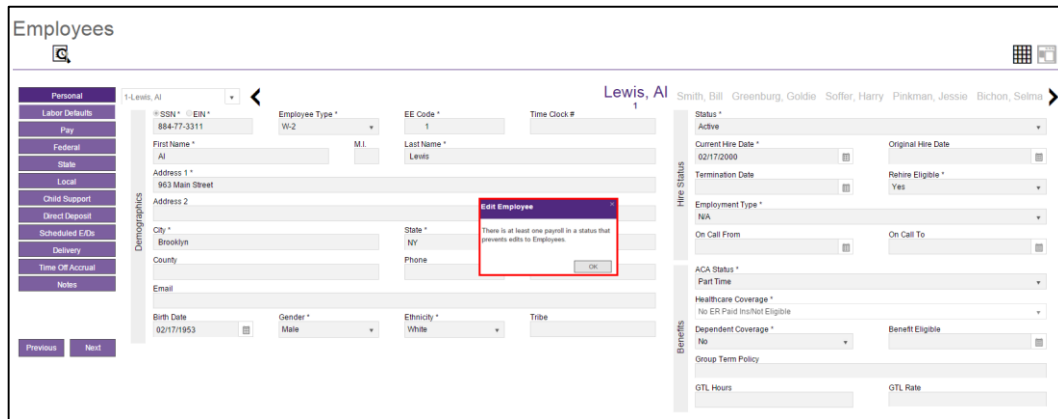 Employees
Lewis, Al Smith, Bill Greenburg, Goldie Soffer, Harry Pinkman, Jessie Bichon, Selma
1
1-Lewis, Al
Personal
Labor Defaults
Pay
Federal
State
Local
Child Support
Direct Deposit
Scheduled E/Ds
Delivery
Time Off Accrual
Notes
Previous Next
Demographics
SSN * EIN * Employee Type * EE Code * Time Clock #
884-77-3311 W-2 1
First Name * M.I. Last Name *
Al Lewis
Address 1 *
963 Main Street
Address 2
City * State *
Brooklyn NY
County Phone
Email
Birth Date Gender * Ethnicity * Tribe
02/17/1953 Male White
Edit Employee ×
There is at least one payroll in a status that
prevents edits to Employees.
OK
Hire Status
Status *
Active
Current Hire Date * Original Hire Date
02/17/2000
Termination Date Rehire Eligible *
Yes
Employment Type *
N/A
On Call From On Call To
Benefits
ACA Status *
Part Time
Healthcare Coverage *
No ER Paid Ins/Not Eligible
Dependent Coverage * Benefit Eligible
No
Group Term Policy
GTL Hours GTL Rate